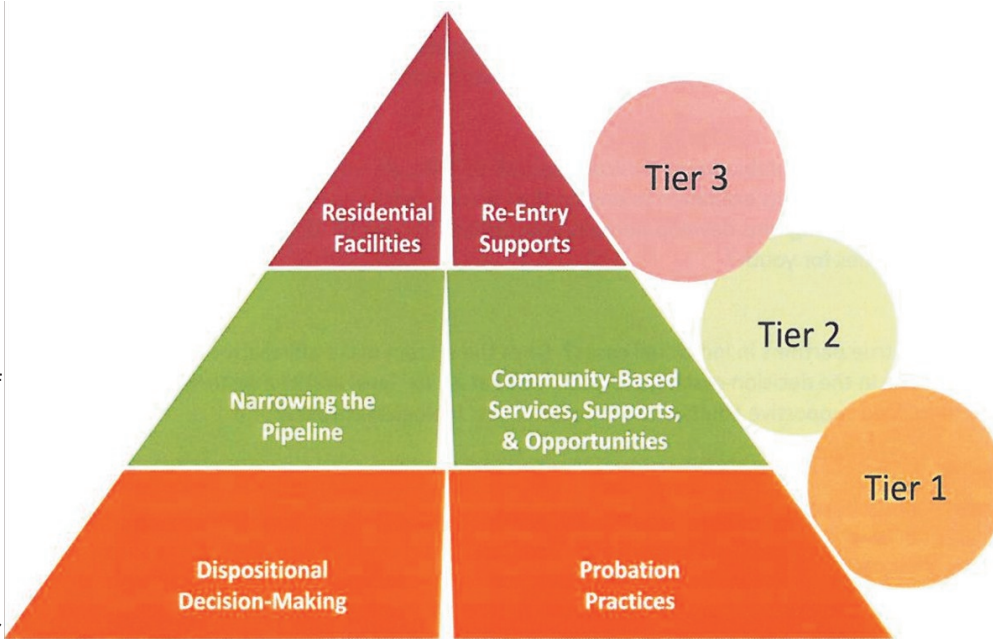 Residential
Facilities
Re-Entry
Supports
Tier 3
Tier 2
Narrowing the
Pipeline
Community-Based
Services, Supports,
& Opportunities
Tier 1
Dispositional
Decision-Making
Probation
Practices